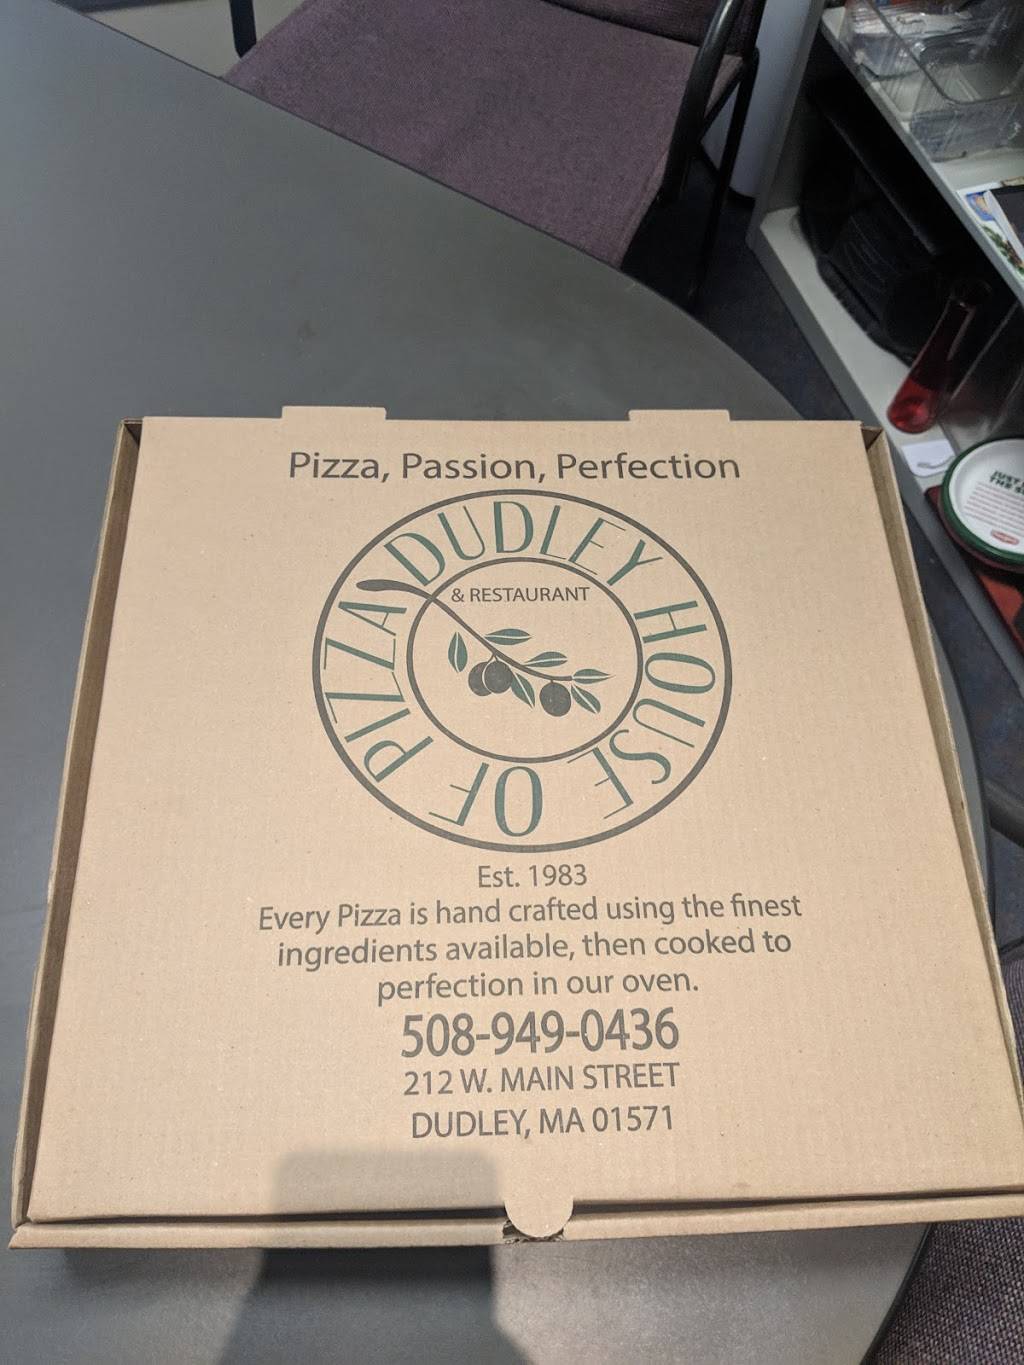 Pizza, Passion, Perfection
DUDLEY HOUSE OF PIZZA
& RESTAURANT
Est. 1983
Every Pizza is hand crafted using the finest
ingredients available, then cooked to
perfection in our oven.
508-949-0436
212 W. MAIN STREET
DUDLEY, MA 01571